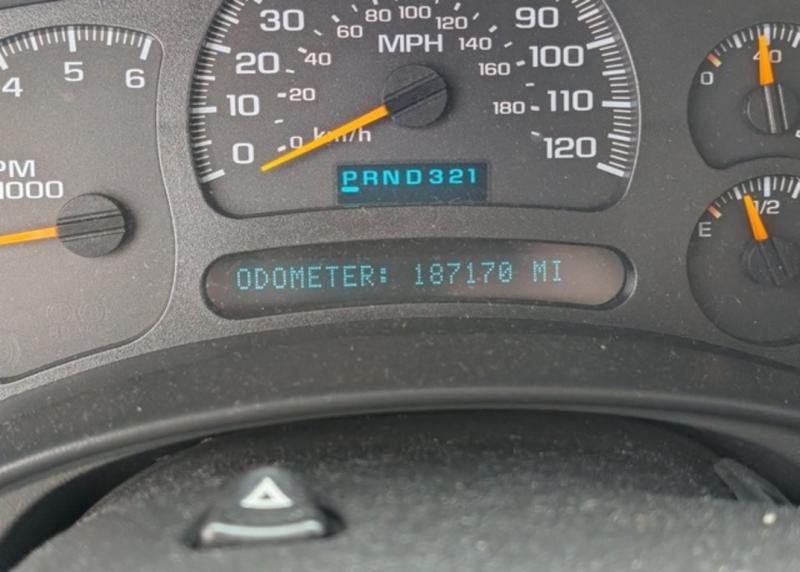 80 100
30 60 120 90
MPH 140
20 40 160 100
5
4 6
10 20 180 110
0 0 km/h 120
PM
1000
PRND321
ODOMETER: 187170 MI
0 40
E 1/2